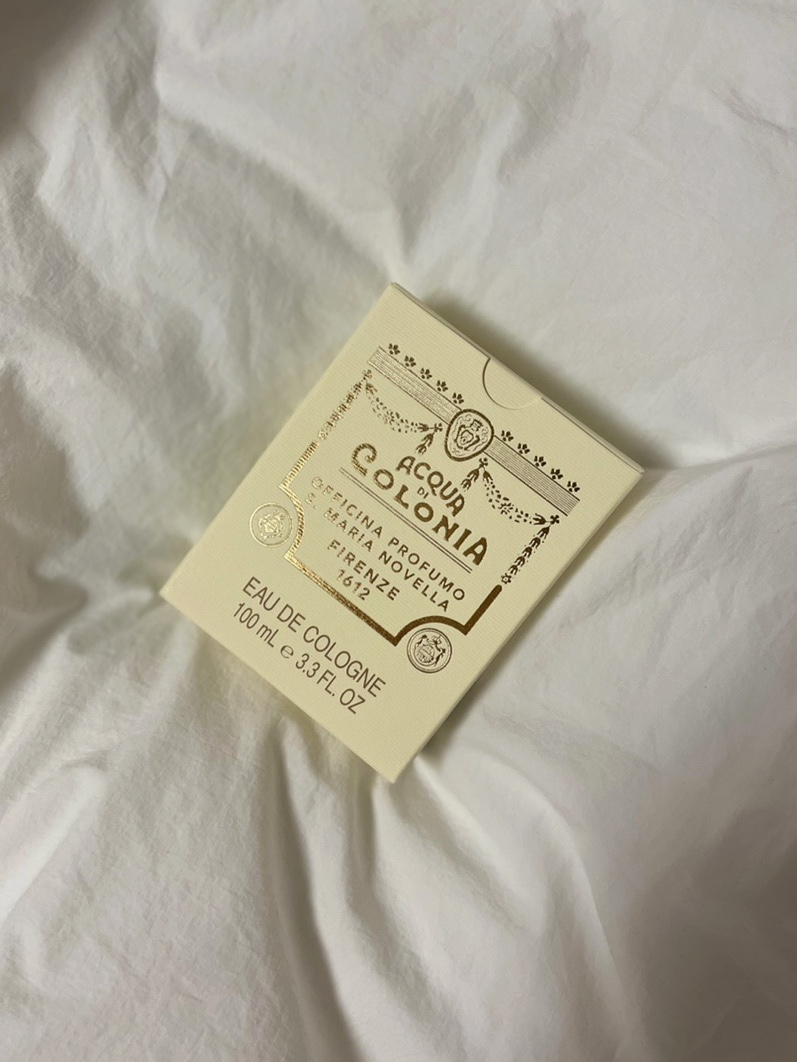 ACQUA
DI
COLONIA
OFFICINA PROFUMO
S. MARIA NOVELLA
FIRENZE
1612
EAU DE COLOGNE
100 mL ℮ 3.3 FL. OZ